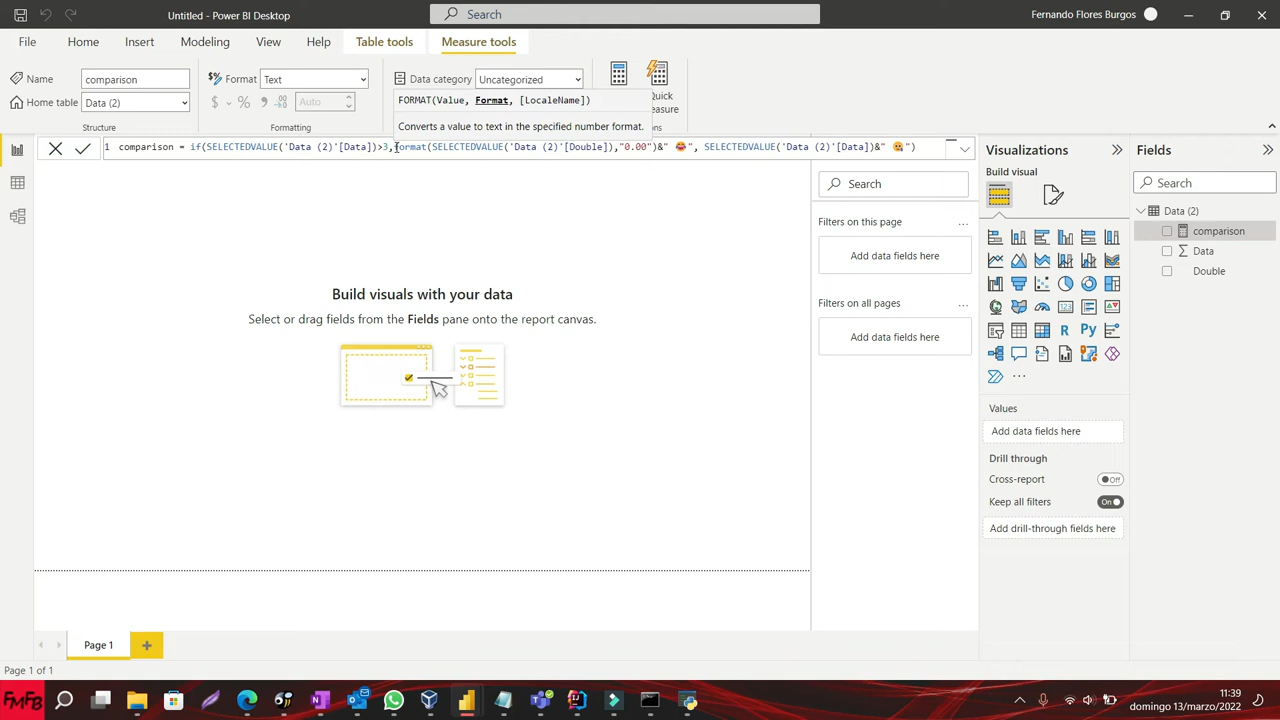 Untitled - Power BI Desktop
Search
Fernando Flores Burgos
File
Home
Insert
Modeling
View
Help
Table tools
Measure tools
Name
comparison
Format
Text
Data category
Uncategorized
Home table
Data (2)
$
%
Auto
FORMAT(Value, Format, [LocaleName])
Converts a value to text in the specified number format.
Quick
measure
Structure
Formatting
1 comparison = if(SELECTEDVALUE('Data (2)'[Data])>3,format(SELECTEDVALUE('Data (2)'[Double]),"0.00")&" 😂", SELECTEDVALUE('Data (2)'[Data])&" 🤗")
Build visuals with your data
Select or drag fields from the Fields pane onto the report canvas.
Search
Filters on this page
...
Add data fields here
Filters on all pages
...
Add data fields here
Visualizations
Build visual
Values
Add data fields here
Drill through
Cross-report
Off
Keep all filters
On
Add drill-through fields here
Fields
Search
Data (2)
comparison
Data
Double
Page 1
Page 1 of 1
FMFB
11:39
domingo 13/marzo/2022